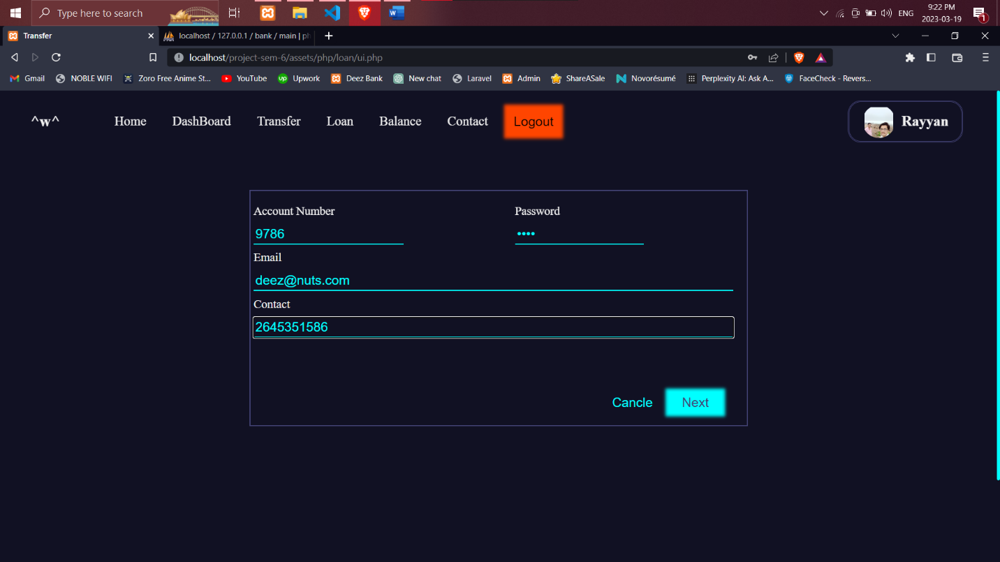 Type here to search
ENG
9:22 PM
2023-03-19
1
Transfer
localhost / 127.0.0.1 / bank / main | ph
localhost/project-sem-6/assets/php/loan/ui.php
Gmail NOBLE WIFI Zoro Free Anime St... YouTube Upwork Deez Bank New chat Laravel Admin ShareASale Novorésumé Perplexity AI: Ask A... FaceCheck - Revers...
^w^ Home DashBoard Transfer Loan Balance Contact Logout Rayyan
Account Number Password
9786 ••••
Email
deez@nuts.com
Contact
2645351586
Cancle Next